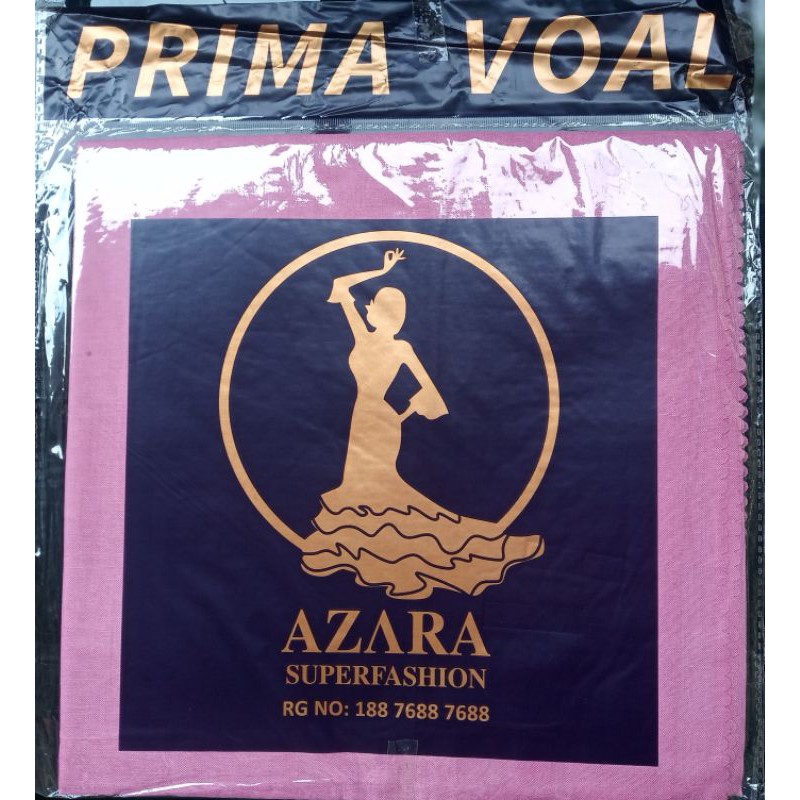 PRIMA VOAL
AZΛRA
SUPERFASHION
RG NO: 188 7688 7688